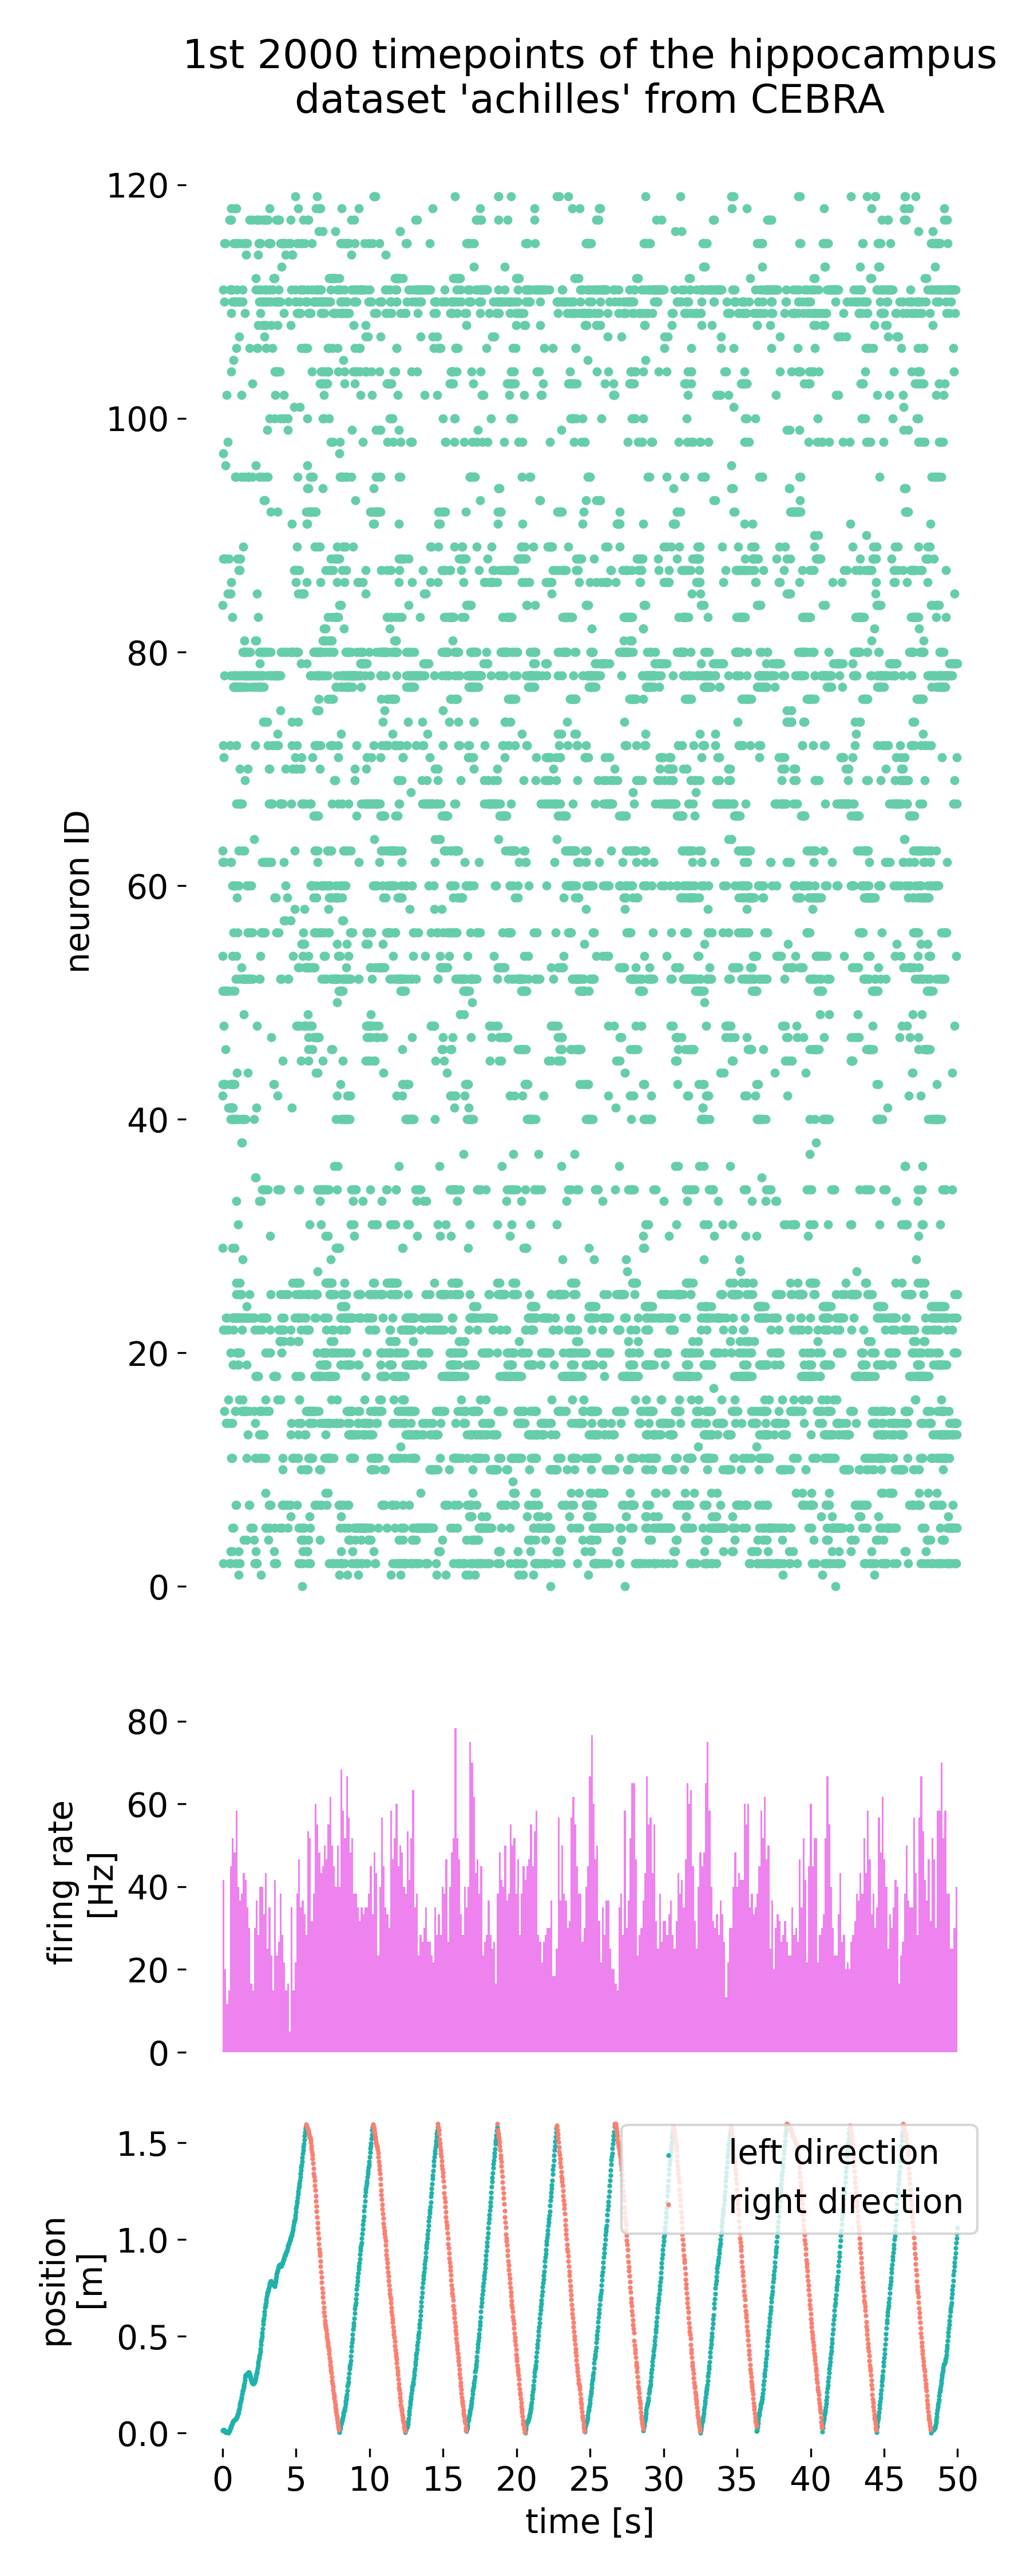 1st 2000 timepoints of the hippocampus
dataset 'achilles' from CEBRA
120
100
80
60
40
20
0
neuron ID
80
60
40
20
0
firing rate
[Hz]
1.5
1.0
0.5
0.0
position
[m]
left direction
right direction
0 5 10 15 20 25 30 35 40 45 50
time [s]